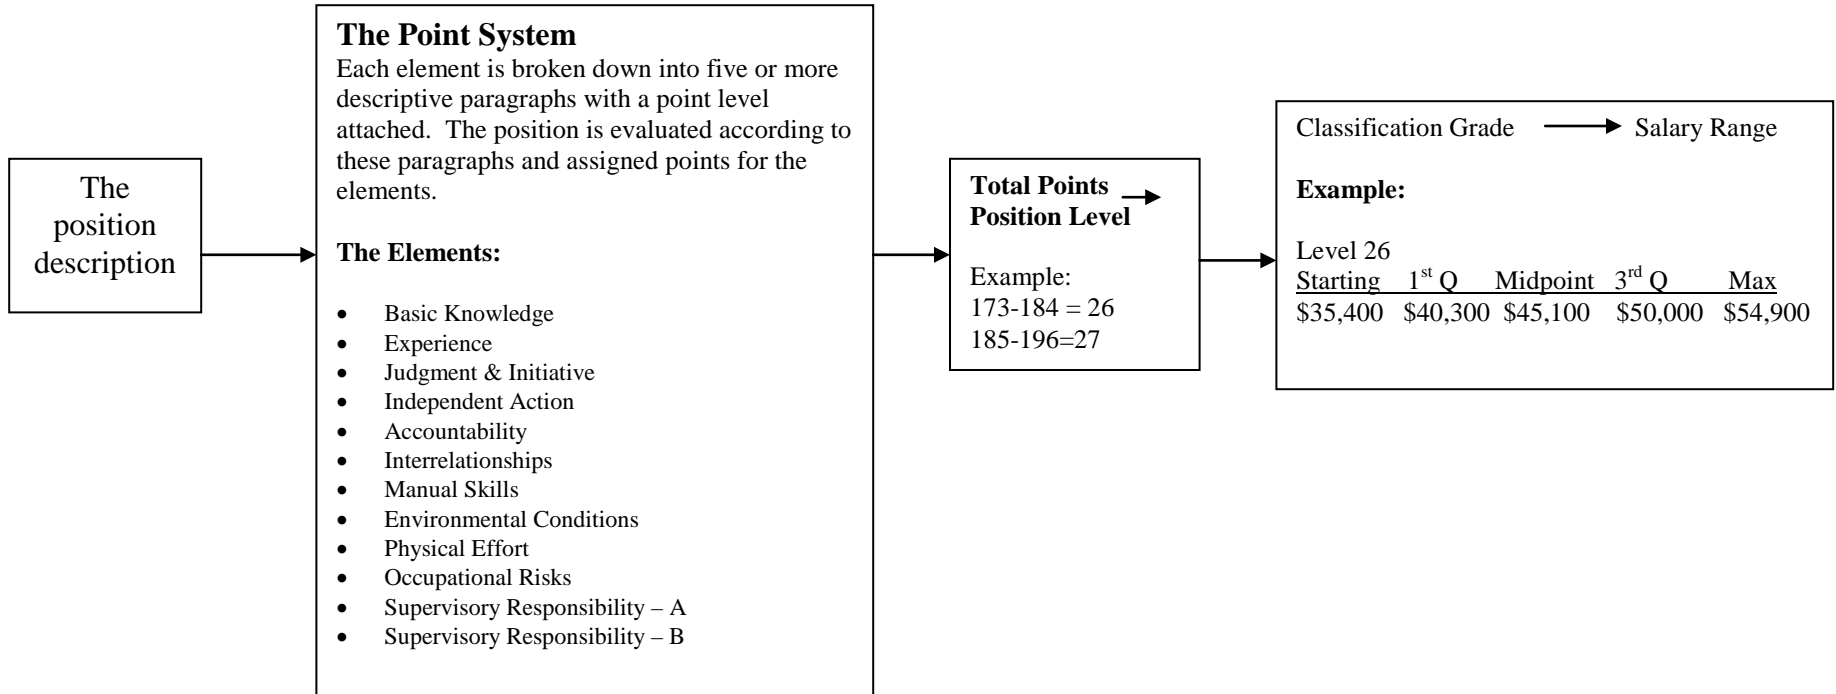 The
position
description
The Point System
Each element is broken down into five or more
descriptive paragraphs with a point level
attached.  The position is evaluated according to
these paragraphs and assigned points for the
elements.
The Elements:
• Basic Knowledge
• Experience
• Judgment & Initiative
• Independent Action
• Accountability
• Interrelationships
• Manual Skills
• Environmental Conditions
• Physical Effort
• Occupational Risks
• Supervisory Responsibility – A
• Supervisory Responsibility – B
Total Points
Position Level
Example:
173-184 = 26
185-196=27
Classification Grade Salary Range
Example:
Level 26
Starting 1st Q Midpoint 3rd Q Max
$35,400 $40,300 $45,100 $50,000 $54,900